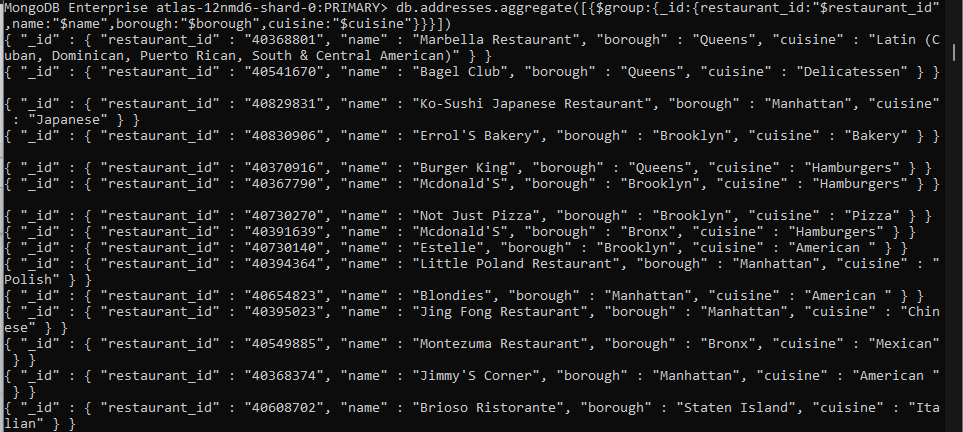 MongoDB Enterprise atlas-12nmd6-shard-0:PRIMARY> db.addresses.aggregate([{$group:{_id:{restaurant_id:"$restaurant_id"
,name:"$name",borough:"$borough",cuisine:"$cuisine"}}}])
{ "_id" : { "restaurant_id" : "40368801", "name" : "Marbella Restaurant", "borough" : "Queens", "cuisine" : "Latin (C
uban, Dominican, Puerto Rican, South & Central American)" } }
{ "_id" : { "restaurant_id" : "40541670", "name" : "Bagel Club", "borough" : "Queens", "cuisine" : "Delicatessen" } }
{ "_id" : { "restaurant_id" : "40829831", "name" : "Ko-Sushi Japanese Restaurant", "borough" : "Manhattan", "cuisine"
 : "Japanese" } }
{ "_id" : { "restaurant_id" : "40830906", "name" : "Errol'S Bakery", "borough" : "Brooklyn", "cuisine" : "Bakery" } }
{ "_id" : { "restaurant_id" : "40370916", "name" : "Burger King", "borough" : "Queens", "cuisine" : "Hamburgers" } }
{ "_id" : { "restaurant_id" : "40367790", "name" : "Mcdonald'S", "borough" : "Brooklyn", "cuisine" : "Hamburgers" } }
{ "_id" : { "restaurant_id" : "40730270", "name" : "Not Just Pizza", "borough" : "Brooklyn", "cuisine" : "Pizza" } }
{ "_id" : { "restaurant_id" : "40391639", "name" : "Mcdonald'S", "borough" : "Bronx", "cuisine" : "Hamburgers" } }
{ "_id" : { "restaurant_id" : "40730140", "name" : "Estelle", "borough" : "Brooklyn", "cuisine" : "American " } }
{ "_id" : { "restaurant_id" : "40394364", "name" : "Little Poland Restaurant", "borough" : "Manhattan", "cuisine" : "
Polish" } }
{ "_id" : { "restaurant_id" : "40654823", "name" : "Blondies", "borough" : "Manhattan", "cuisine" : "American " } }
{ "_id" : { "restaurant_id" : "40395023", "name" : "Jing Fong Restaurant", "borough" : "Manhattan", "cuisine" : "Chin
ese" } }
{ "_id" : { "restaurant_id" : "40549885", "name" : "Montezuma Restaurant", "borough" : "Bronx", "cuisine" : "Mexican"
 } }
{ "_id" : { "restaurant_id" : "40368374", "name" : "Jimmy'S Corner", "borough" : "Manhattan", "cuisine" : "American "
 } }
{ "_id" : { "restaurant_id" : "40608702", "name" : "Brioso Ristorante", "borough" : "Staten Island", "cuisine" : "Ita
lian" } }